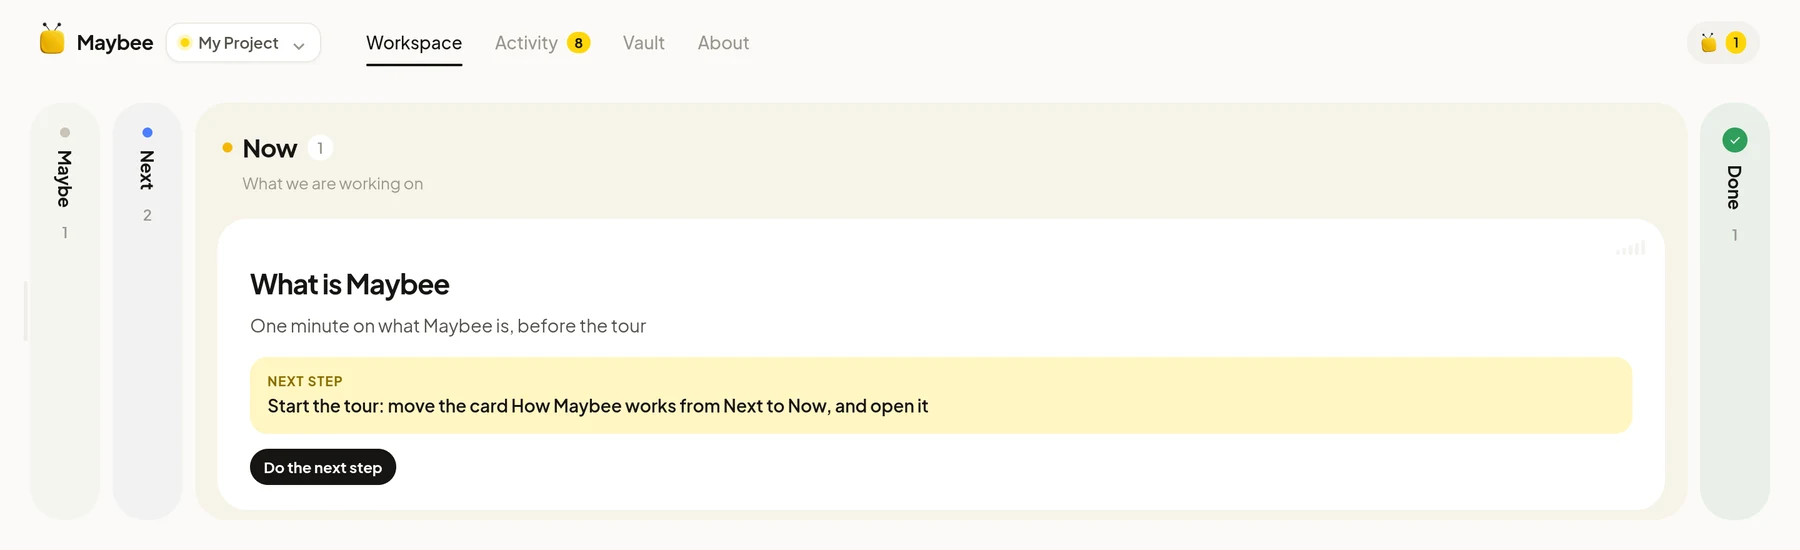 Maybee
My Project
Workspace
Activity 8
Vault
About
1
Maybe
1
Next
2
Now 1
What we are working on
What is Maybee
One minute on what Maybee is, before the tour
NEXT STEP
Start the tour: move the card How Maybee works from Next to Now, and open it
Do the next step
Done
1